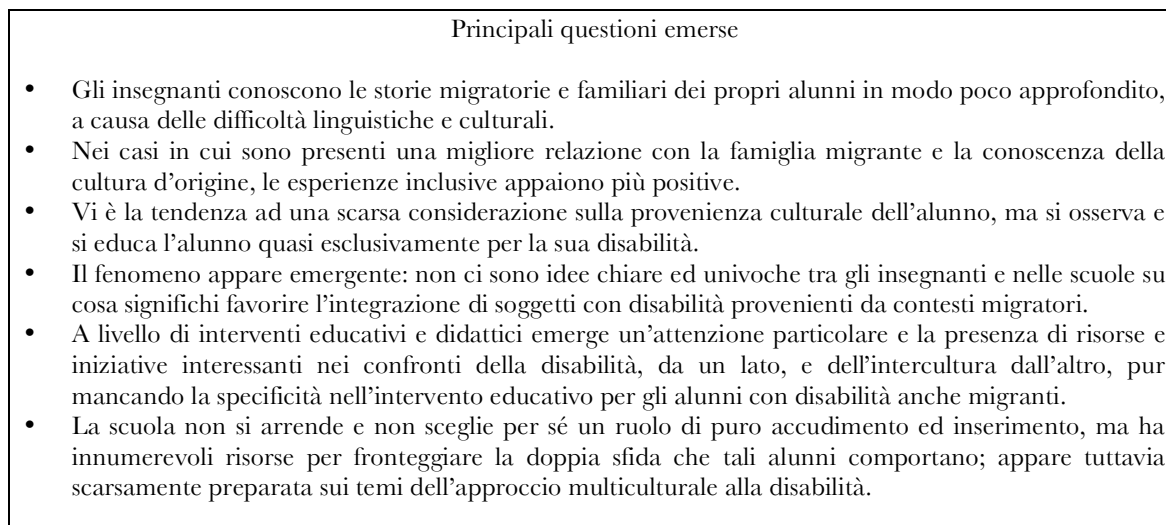 Principali questioni emerse
• Gli insegnanti conoscono le storie migratorie e familiari dei propri alunni in modo poco approfondito,
a causa delle difficoltà linguistiche e culturali.
• Nei casi in cui sono presenti una migliore relazione con la famiglia migrante e la conoscenza della
cultura d’origine, le esperienze inclusive appaiono più positive.
• Vi è la tendenza ad una scarsa considerazione sulla provenienza culturale dell’alunno, ma si osserva e
si educa l’alunno quasi esclusivamente per la sua disabilità.
• Il fenomeno appare emergente: non ci sono idee chiare ed univoche tra gli insegnanti e nelle scuole su
cosa significhi favorire l’integrazione di soggetti con disabilità provenienti da contesti migratori.
• A livello di interventi educativi e didattici emerge un’attenzione particolare e la presenza di risorse e
iniziative interessanti nei confronti della disabilità, da un lato, e dell’intercultura dall’altro, pur
mancando la specificità nell’intervento educativo per gli alunni con disabilità anche migranti.
• La scuola non si arrende e non sceglie per sé un ruolo di puro accudimento ed inserimento, ma ha
innumerevoli risorse per fronteggiare la doppia sfida che tali alunni comportano; appare tuttavia
scarsamente preparata sui temi dell’approccio multiculturale alla disabilità.